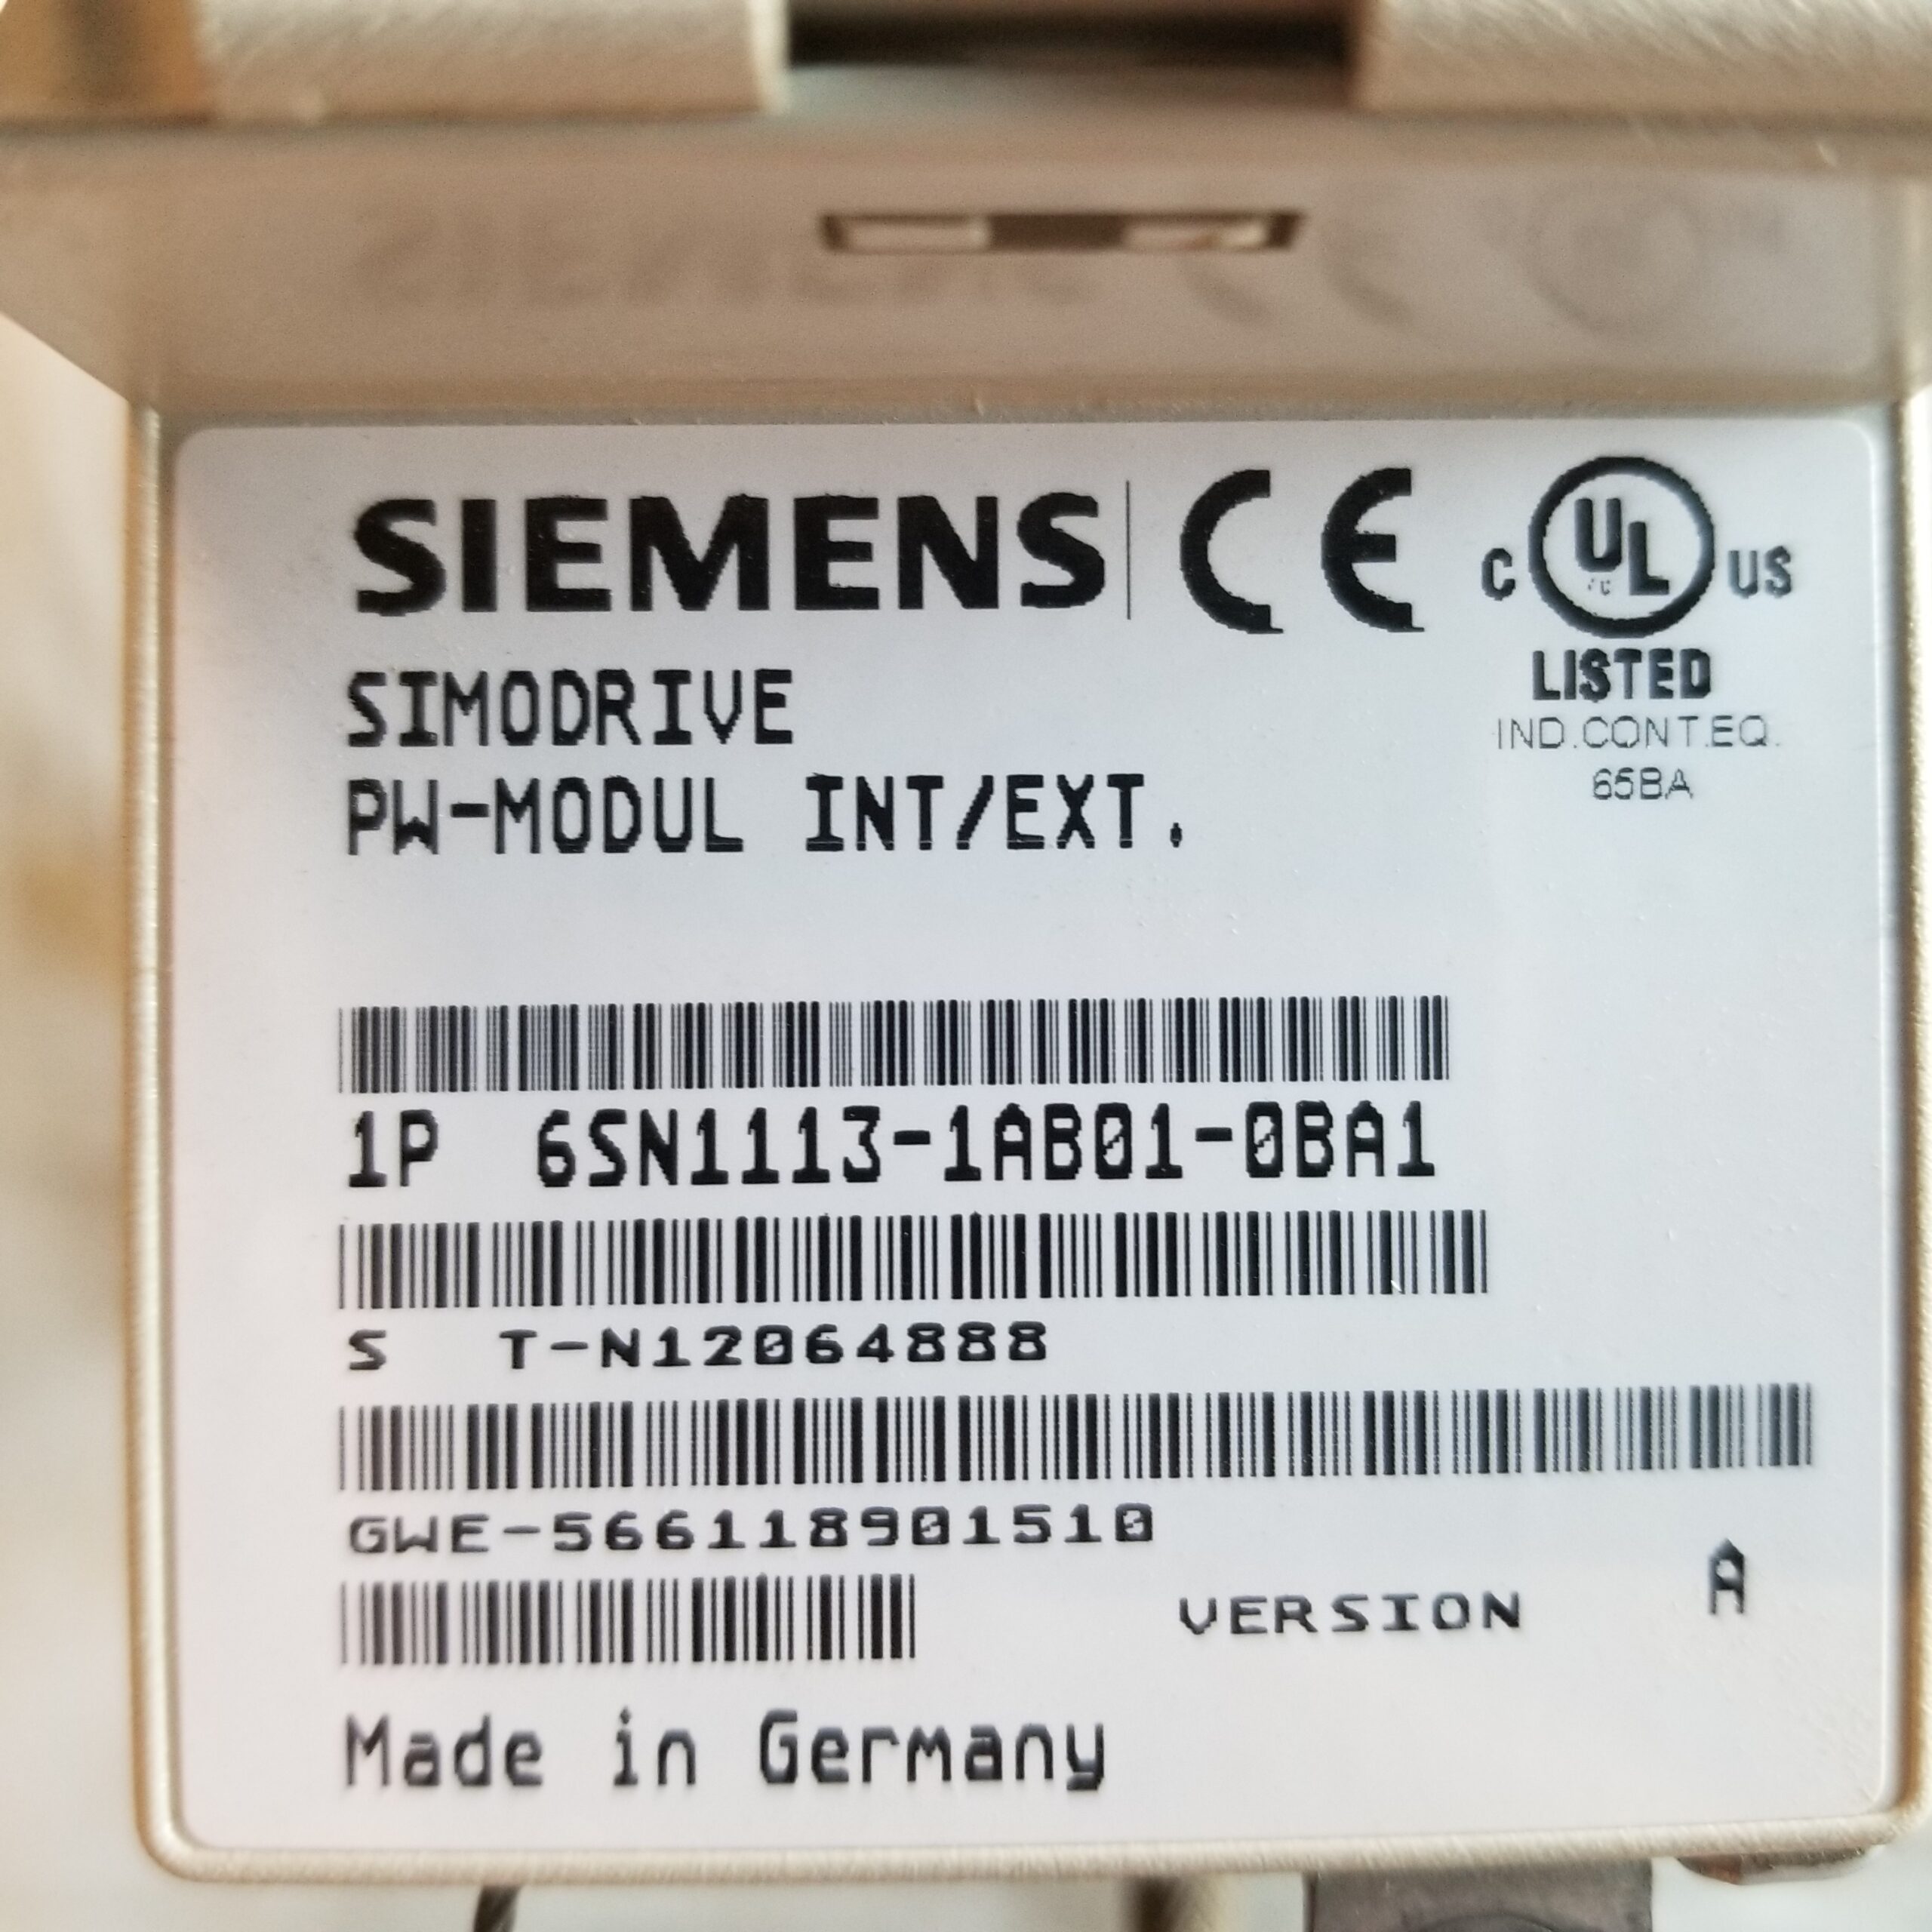 SIEMENS CE C UL US
LISTED
IND.CONT.EQ.
65BA
SIMODRIVE
PW-MODUL INT/EXT.
1P 6SN1113-1AB01-0BA1
S T-N12064888
GWE-566118901510
VERSION A
Made in Germany